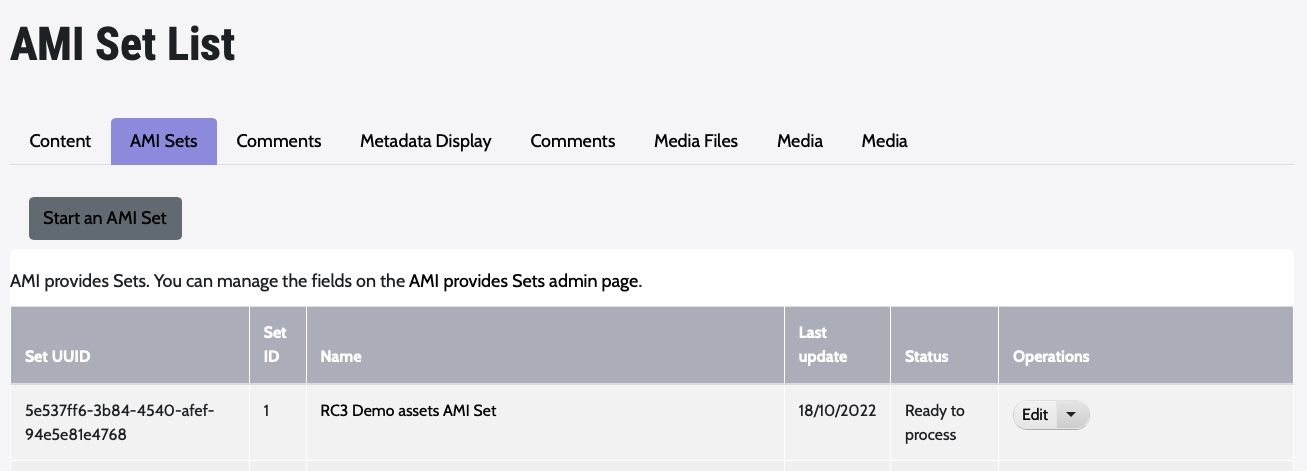 AMI Set List
Content AMI Sets Comments Metadata Display Comments Media Files Media Media
Start an AMI Set
AMI provides Sets. You can manage the fields on the AMI provides Sets admin page.
Set UUID Set ID Name Last update Status Operations
5e537ff6-3b84-4540-afef- 1 RC3 Demo assets AMI Set 18/10/2022 Ready to Edit
94e5e81e4768 process